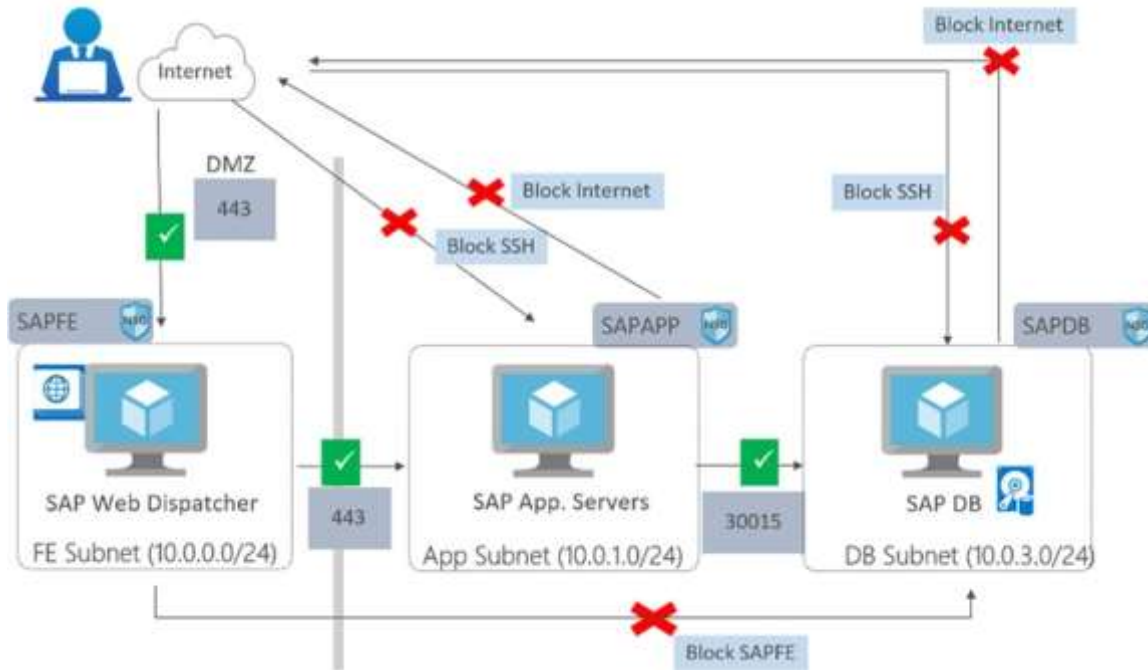 Block Internet
Internet
DMZ
443
Block Internet
Block SSH
Block SSH
SAPFE NSG
SAPAPP NSG
SAPDB NSG
443
30015
SAP Web Dispatcher
SAP App. Servers
SAP DB
FE Subnet (10.0.0.0/24)
App Subnet (10.0.1.0/24)
DB Subnet (10.0.3.0/24)
Block SAPFE